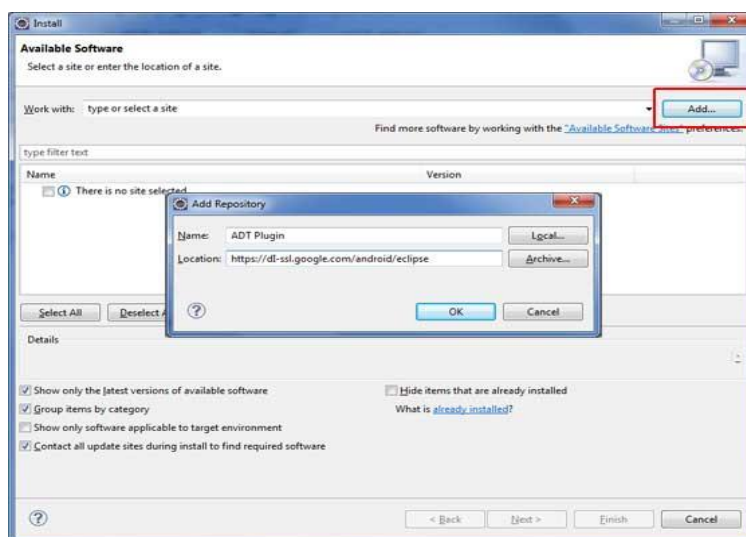 Install
Available Software
Select a site or enter the location of a site.
Work with: type or select a site
Add...
Find more software by working with the "Available Software Sites" preferences.
type filter text
Name Version
There is no site selected
Add Repository
Name: ADT Plugin Local...
Location: https://dl-ssl.google.com/android/eclipse Archive...
OK Cancel
Select All Deselect A
Details
Show only the latest versions of available software
Hide items that are already installed
Group items by category
What is already installed?
Show only software applicable to target environment
Contact all update sites during install to find required software
< Back Next > Finish Cancel